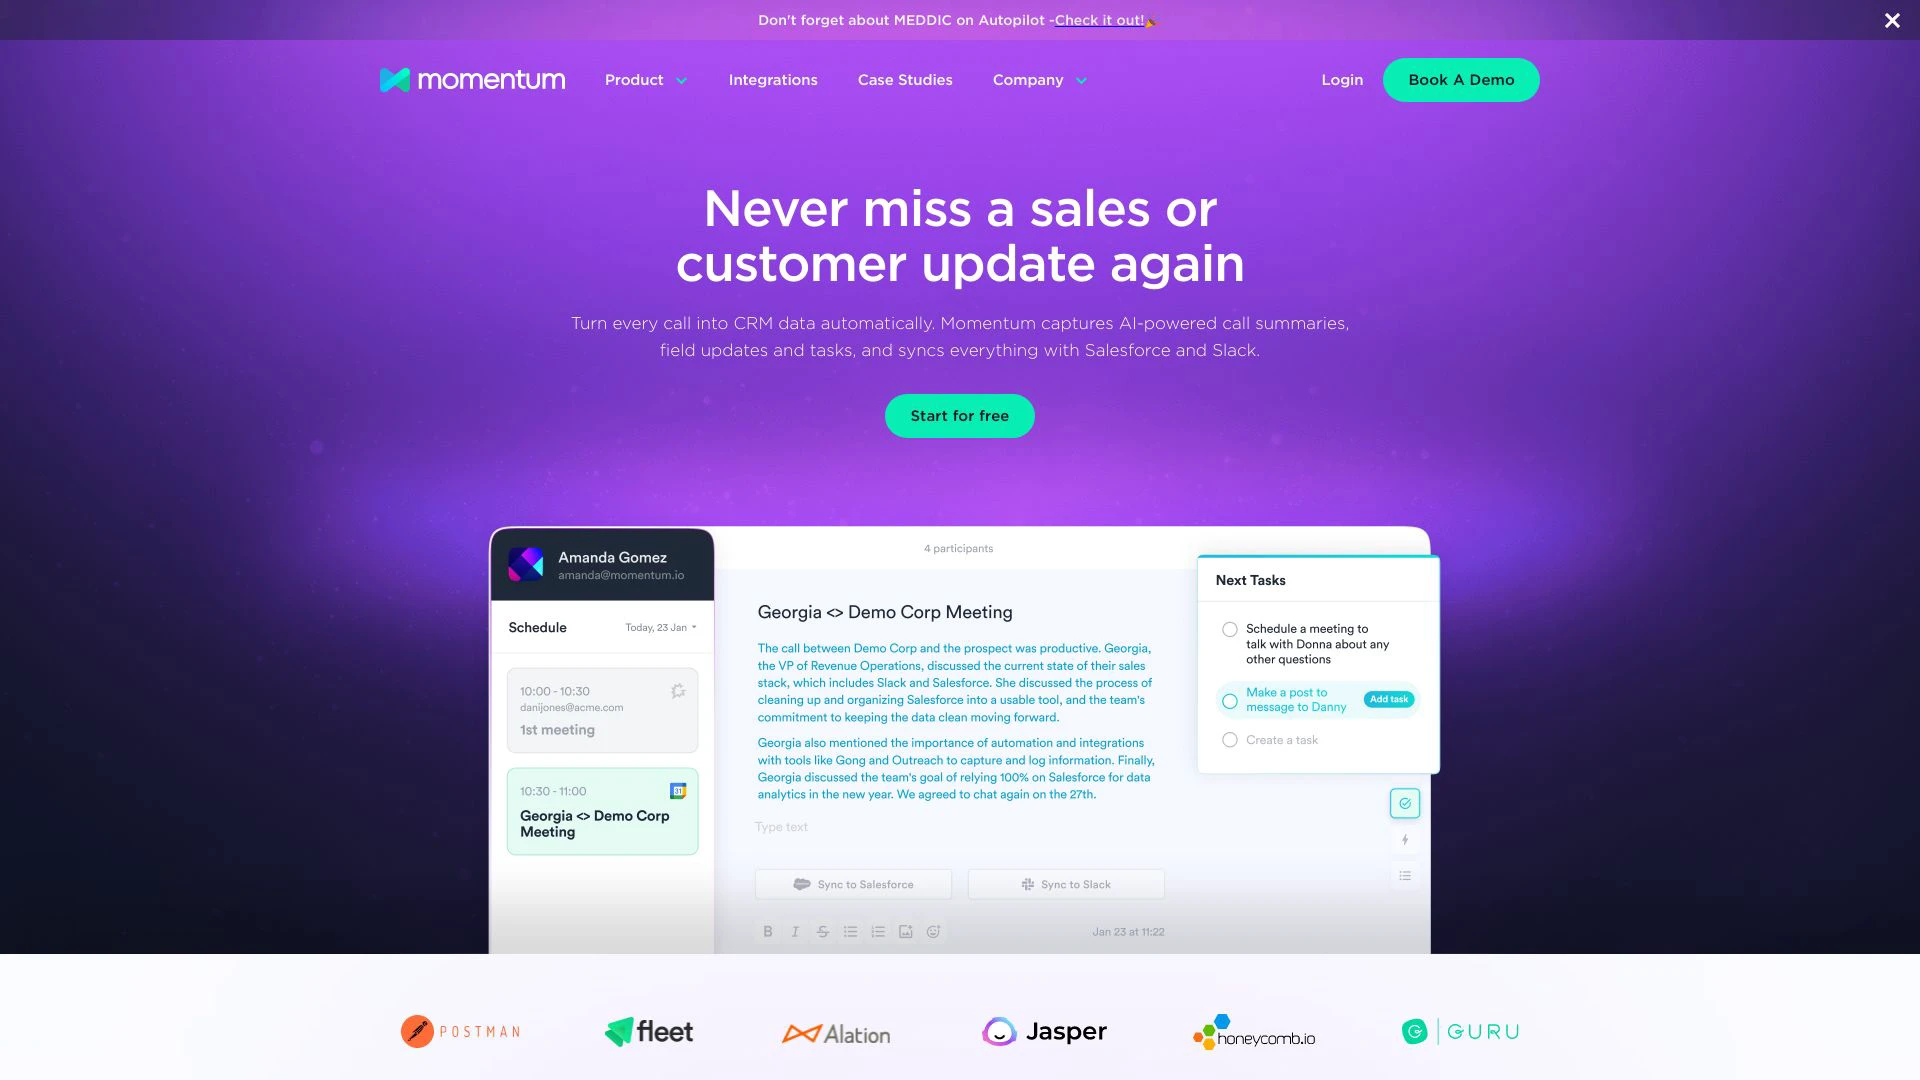 Don't forget about MEDDIC on Autopilot -Check it out!🎉
momentum
Product
Integrations
Case Studies
Company
Login
Book A Demo
Never miss a sales or
customer update again
Turn every call into CRM data automatically. Momentum captures AI-powered call summaries,
field updates and tasks, and syncs everything with Salesforce and Slack.
Start for free
Amanda Gomez
amanda@momentum.io
Schedule
Today, 23 Jan
10:00 - 10:30
danijones@acme.com
1st meeting
10:30 - 11:00
31
Georgia <> Demo Corp
Meeting
4 participants
Georgia <> Demo Corp Meeting
The call between Demo Corp and the prospect was productive. Georgia,
the VP of Revenue Operations, discussed the current state of their sales
stack, which includes Slack and Salesforce. She discussed the process of
cleaning up and organizing Salesforce into a usable tool, and the team's
commitment to keeping the data clean moving forward.
Georgia also mentioned the importance of automation and integrations
with tools like Gong and Outreach to capture and log information. Finally,
Georgia discussed the team's goal of relying 100% on Salesforce for data
analytics in the new year. We agreed to chat again on the 27th.
Type text
Sync to Salesforce
Sync to Slack
B I S
Jan 23 at 11:22
Next Tasks
Schedule a meeting to
talk with Donna about any
other questions
Make a post to
message to Danny
Add task
Create a task
POSTMAN
fleet
Alation
Jasper
honeycomb.io
G GURU